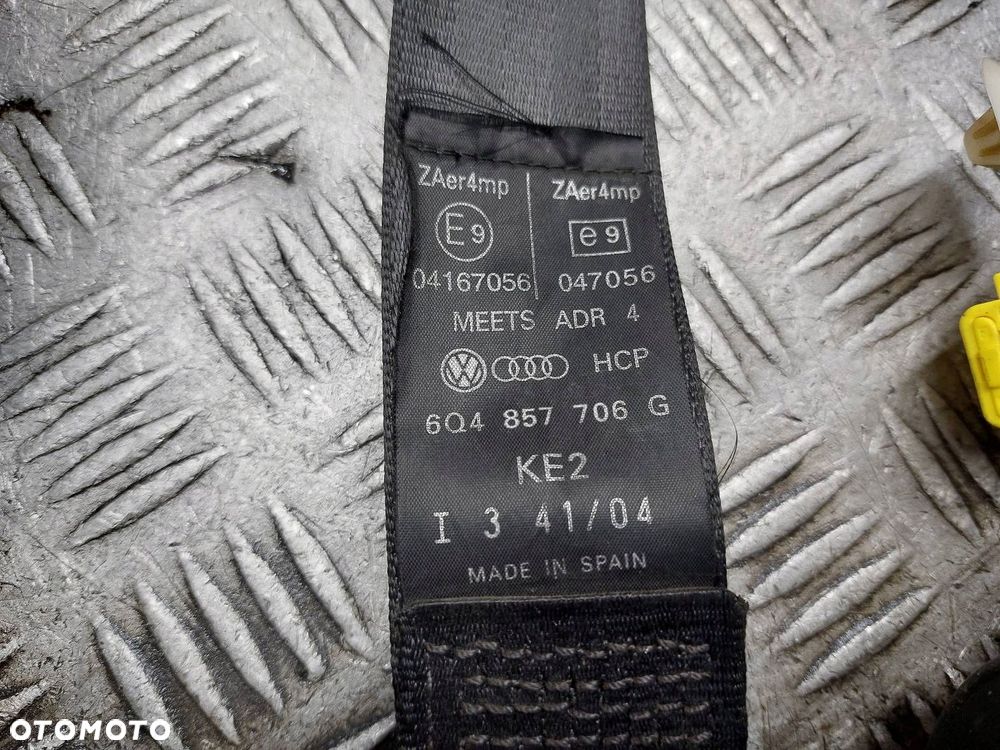 ZAer4mp ZAer4mp
E9 e9
04167056 047056
MEETS ADR 4
VW HCP
6Q4 857 706 G
KE2
I 3 41/04
MADE IN SPAIN
OTOMOTO